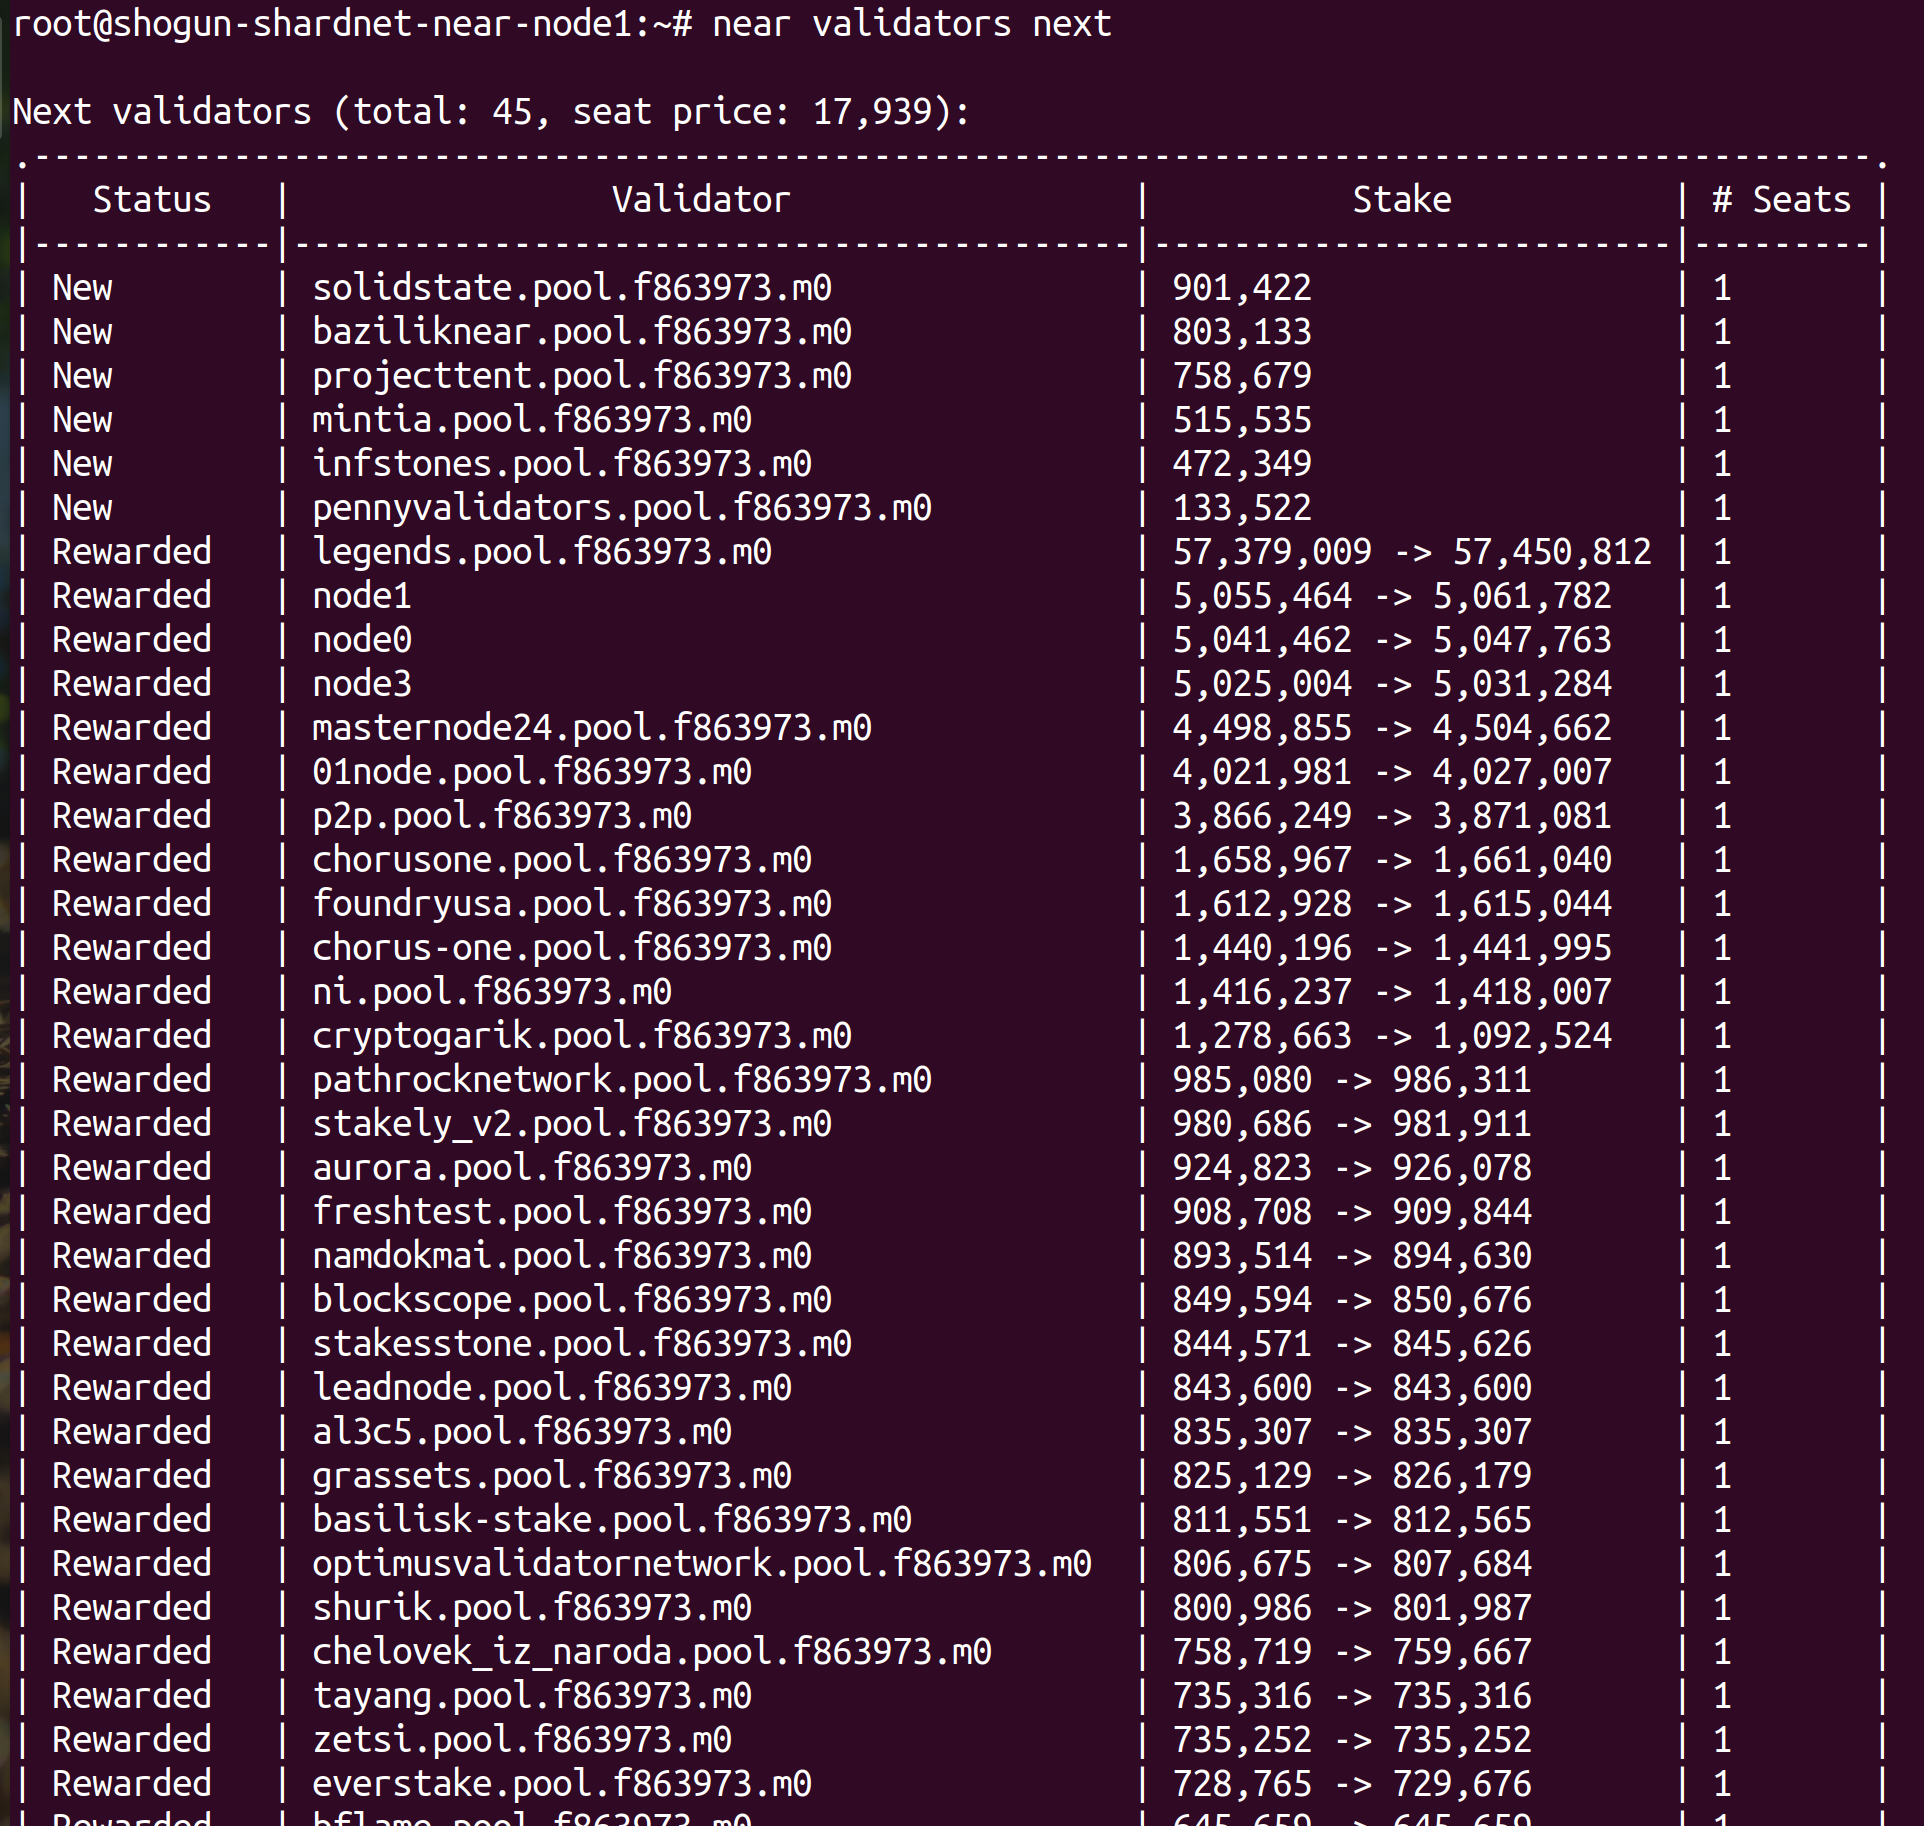 root@shogun-shardnet-near-node1:~# near validators next
Next validators (total: 45, seat price: 17,939):
.--------------------------------------------------------------------------------------------.
|   Status   |                Validator                 |          Stake           | # Seats |
|------------|------------------------------------------|--------------------------|---------|
| New        | solidstate.pool.f863973.m0               | 901,422                  | 1       |
| New        | baziliknear.pool.f863973.m0              | 803,133                  | 1       |
| New        | projecttent.pool.f863973.m0              | 758,679                  | 1       |
| New        | mintia.pool.f863973.m0                   | 515,535                  | 1       |
| New        | infstones.pool.f863973.m0                | 472,349                  | 1       |
| New        | pennyvalidators.pool.f863973.m0          | 133,522                  | 1       |
| Rewarded   | legends.pool.f863973.m0                  | 57,379,009 -> 57,450,812 | 1       |
| Rewarded   | node1                                    | 5,055,464 -> 5,061,782   | 1       |
| Rewarded   | node0                                    | 5,041,462 -> 5,047,763   | 1       |
| Rewarded   | node3                                    | 5,025,004 -> 5,031,284   | 1       |
| Rewarded   | masternode24.pool.f863973.m0             | 4,498,855 -> 4,504,662   | 1       |
| Rewarded   | 01node.pool.f863973.m0                   | 4,021,981 -> 4,027,007   | 1       |
| Rewarded   | p2p.pool.f863973.m0                      | 3,866,249 -> 3,871,081   | 1       |
| Rewarded   | chorusone.pool.f863973.m0                | 1,658,967 -> 1,661,040   | 1       |
| Rewarded   | foundryusa.pool.f863973.m0               | 1,612,928 -> 1,615,044   | 1       |
| Rewarded   | chorus-one.pool.f863973.m0               | 1,440,196 -> 1,441,995   | 1       |
| Rewarded   | ni.pool.f863973.m0                       | 1,416,237 -> 1,418,007   | 1       |
| Rewarded   | cryptogarik.pool.f863973.m0              | 1,278,663 -> 1,092,524   | 1       |
| Rewarded   | pathrocknetwork.pool.f863973.m0          | 985,080 -> 986,311       | 1       |
| Rewarded   | stakely_v2.pool.f863973.m0               | 980,686 -> 981,911       | 1       |
| Rewarded   | aurora.pool.f863973.m0                   | 924,823 -> 926,078       | 1       |
| Rewarded   | freshtest.pool.f863973.m0                | 908,708 -> 909,844       | 1       |
| Rewarded   | namdokmai.pool.f863973.m0                | 893,514 -> 894,630       | 1       |
| Rewarded   | blockscope.pool.f863973.m0               | 849,594 -> 850,676       | 1       |
| Rewarded   | stakesstone.pool.f863973.m0              | 844,571 -> 845,626       | 1       |
| Rewarded   | leadnode.pool.f863973.m0                 | 843,600 -> 843,600       | 1       |
| Rewarded   | al3c5.pool.f863973.m0                    | 835,307 -> 835,307       | 1       |
| Rewarded   | grassets.pool.f863973.m0                 | 825,129 -> 826,179       | 1       |
| Rewarded   | basilisk-stake.pool.f863973.m0           | 811,551 -> 812,565       | 1       |
| Rewarded   | optimusvalidatornetwork.pool.f863973.m0  | 806,675 -> 807,684       | 1       |
| Rewarded   | shurik.pool.f863973.m0                   | 800,986 -> 801,987       | 1       |
| Rewarded   | chelovek_iz_naroda.pool.f863973.m0       | 758,719 -> 759,667       | 1       |
| Rewarded   | tayang.pool.f863973.m0                   | 735,316 -> 735,316       | 1       |
| Rewarded   | zetsi.pool.f863973.m0                    | 735,252 -> 735,252       | 1       |
| Rewarded   | everstake.pool.f863973.m0                | 728,765 -> 729,676       | 1       |
| Rewarded   | bflame.pool.f863973.m0                   | 645,659 -> 645,659       | 1       |